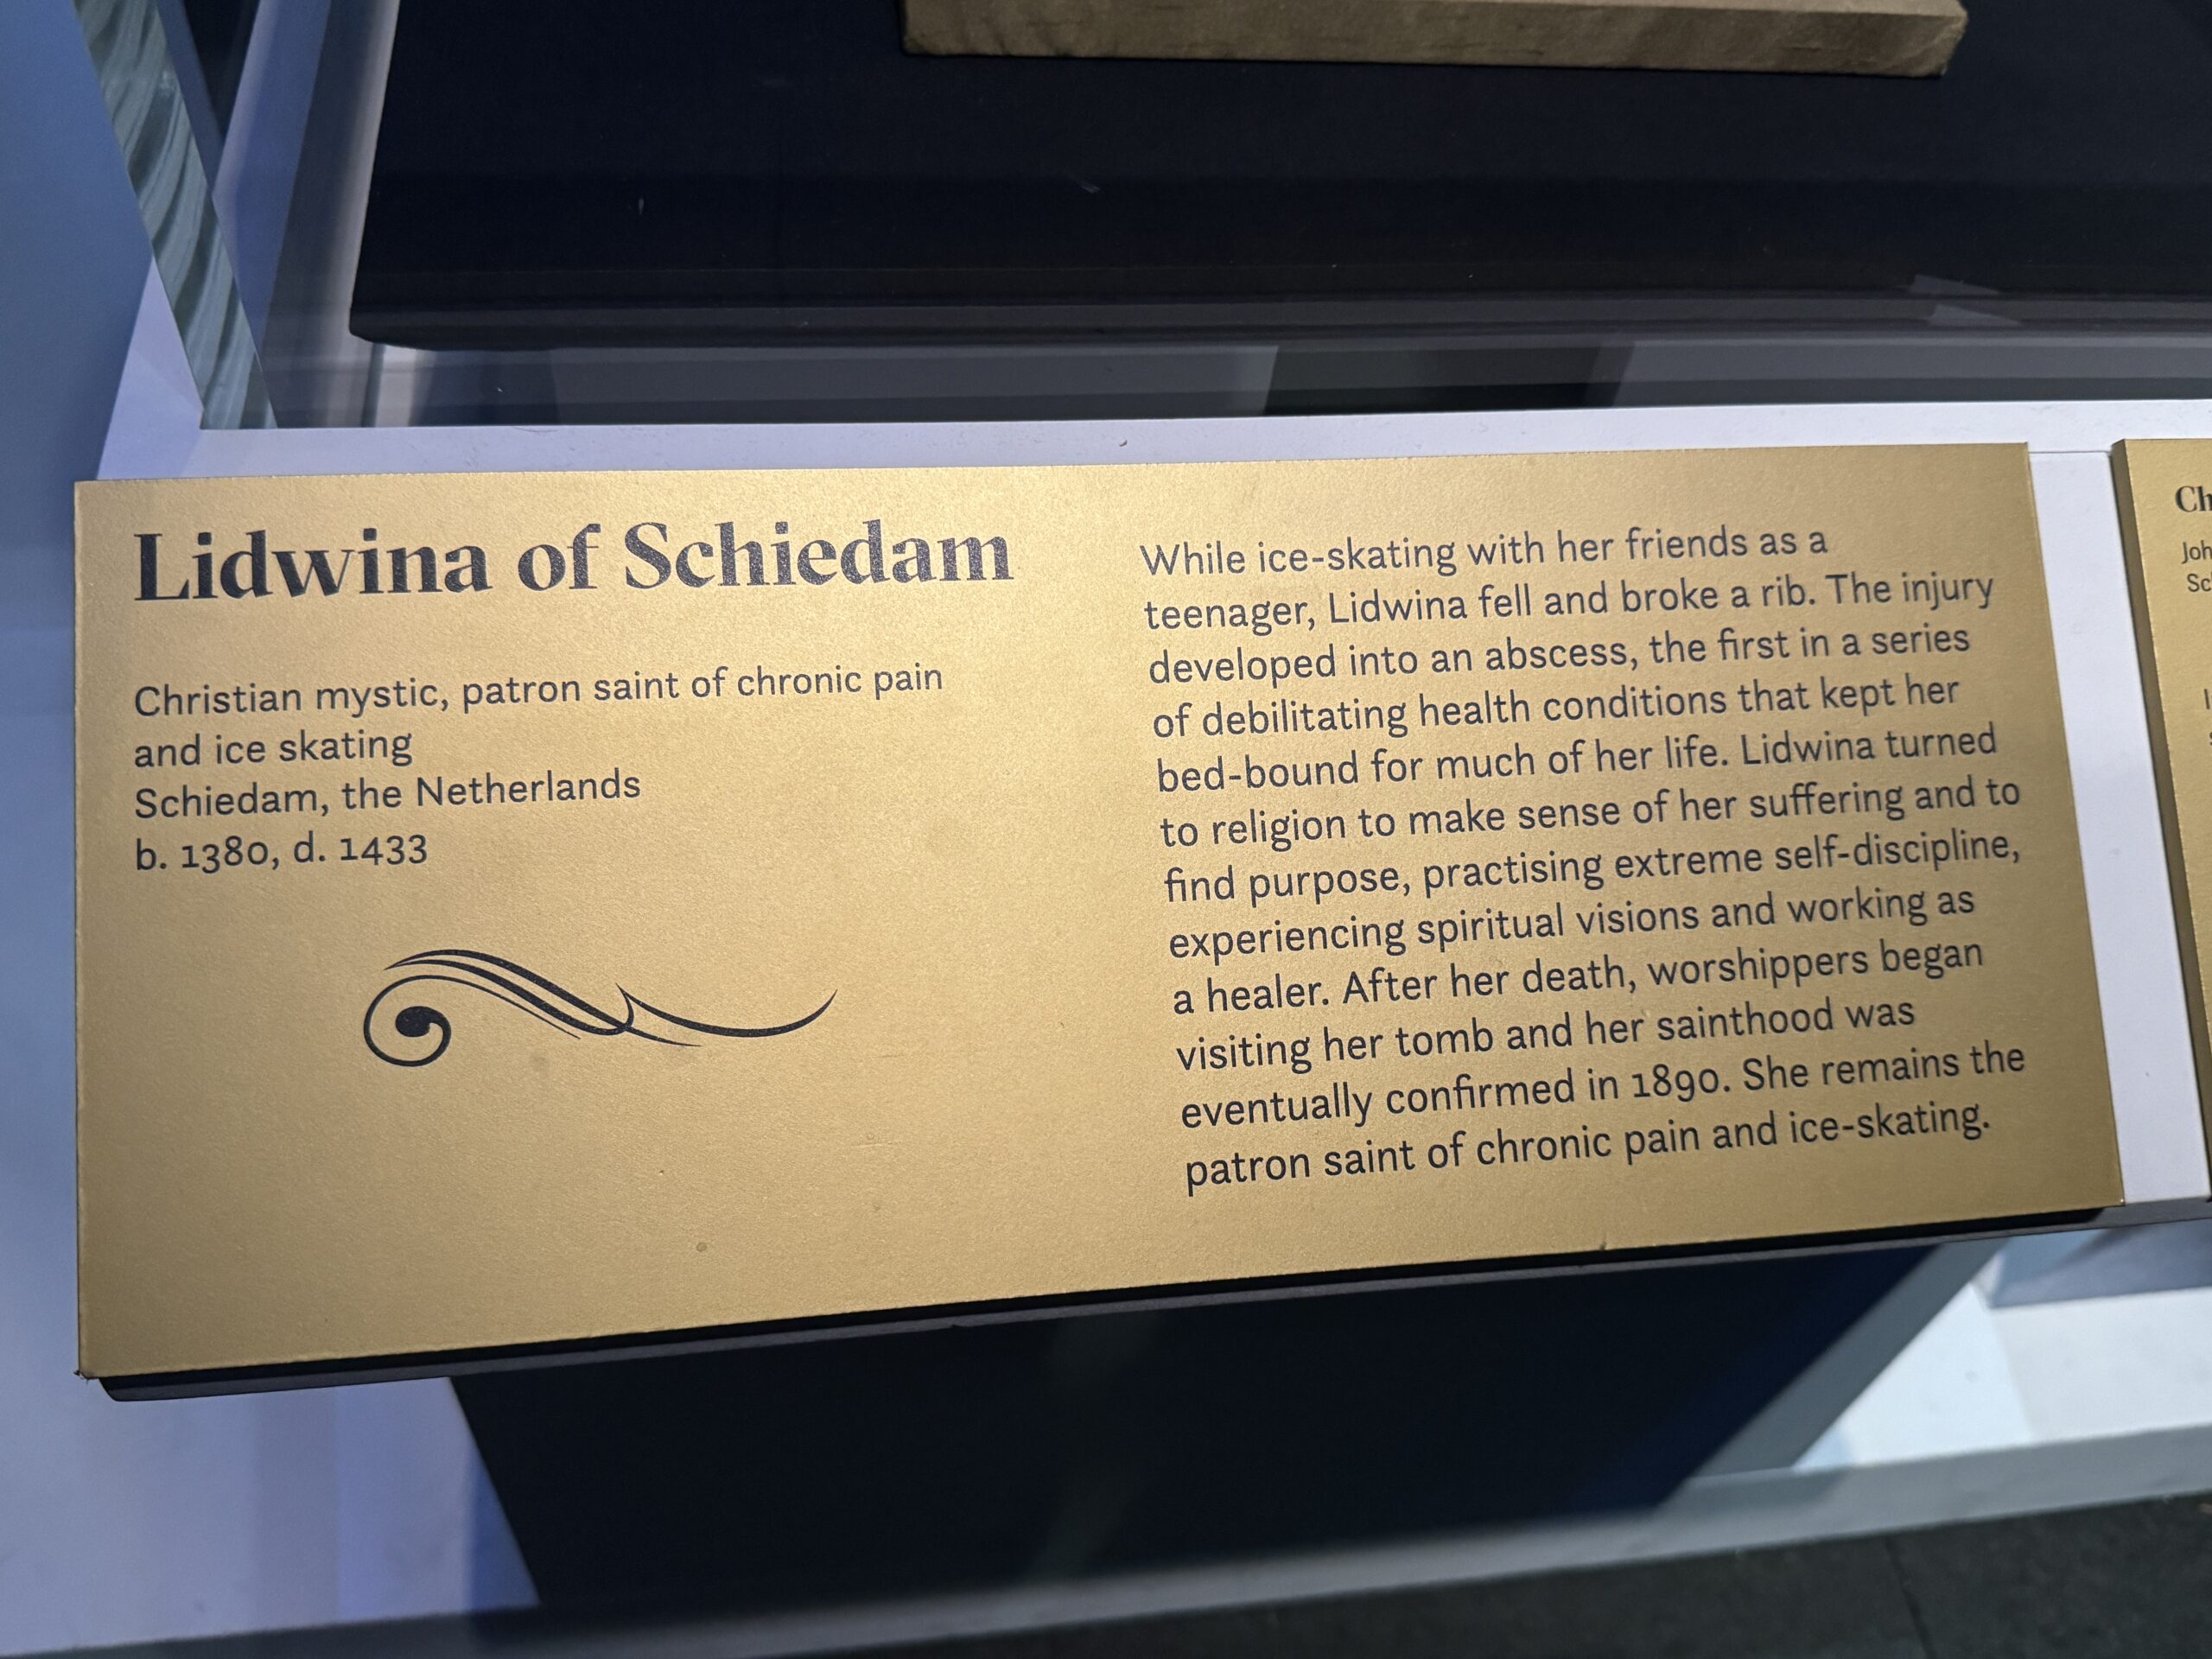 Lidwina of Schiedam
Christian mystic, patron saint of chronic pain
and ice skating
Schiedam, the Netherlands
b. 1380, d. 1433
While ice-skating with her friends as a
teenager, Lidwina fell and broke a rib. The injury
developed into an abscess, the first in a series
of debilitating health conditions that kept her
bed-bound for much of her life. Lidwina turned
to religion to make sense of her suffering and to
find purpose, practising extreme self-discipline,
experiencing spiritual visions and working as
a healer. After her death, worshippers began
visiting her tomb and her sainthood was
eventually confirmed in 1890. She remains the
patron saint of chronic pain and ice-skating.